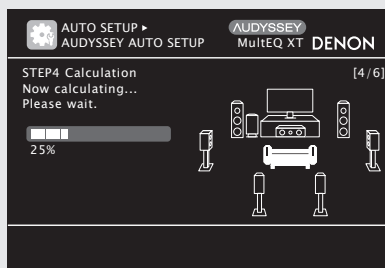 AUTO SETUP ▸
AUDYSSEY AUTO SETUP
AUDYSSEY
MultEQ XT
DENON
STEP4 Calculation
[4/6]
Now calculating...
Please wait.
25%